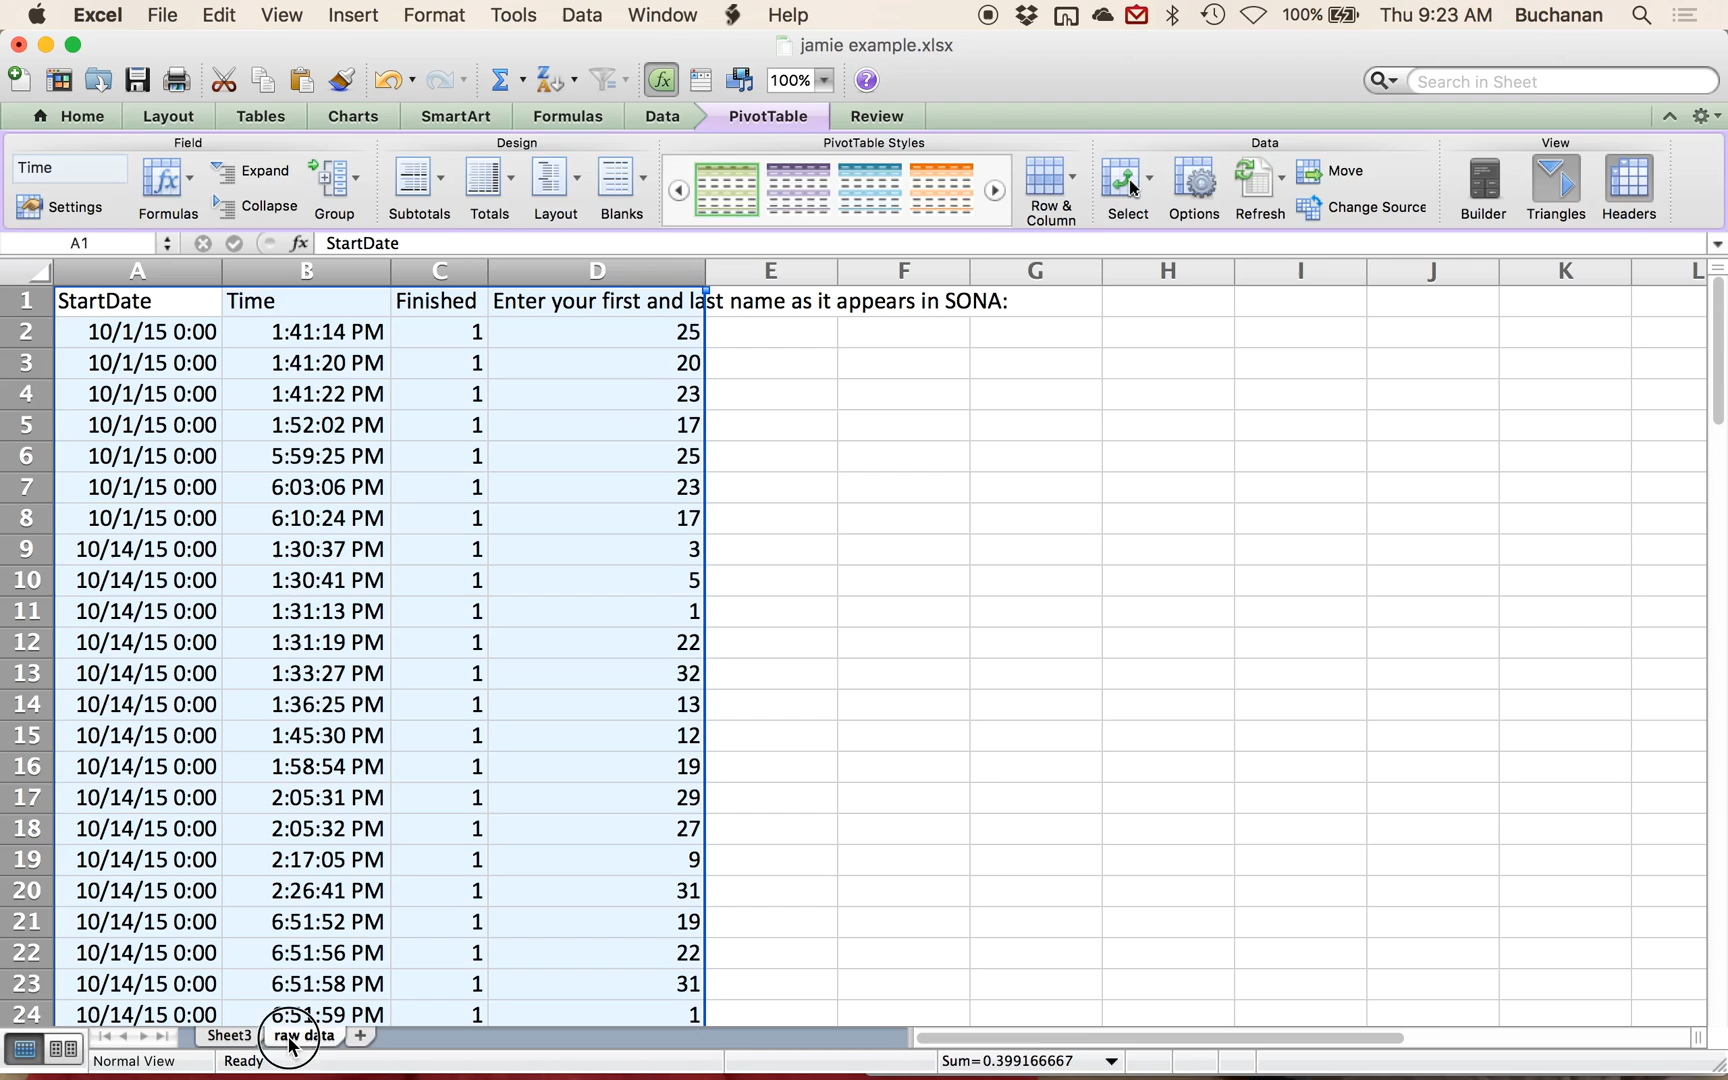 Excel File Edit View Insert Format Tools Data Window Help 100% Thu 9:23 AM Buchanan
jamie example.xlsx
100% Search in Sheet
Home Layout Tables Charts SmartArt Formulas Data PivotTable Review
Field Design PivotTable Styles Data View
Time Expand Move
Settings Collapse Change Source
Formulas Group Subtotals Totals Layout Blanks Row & Column Select Options Refresh Builder Triangles Headers
A1 fx StartDate
A B C D E F G H I J K L
1 StartDate Time Finished Enter your first and last name as it appears in SONA:
2 10/1/15 0:00 1:41:14 PM 1 25
3 10/1/15 0:00 1:41:20 PM 1 20
4 10/1/15 0:00 1:41:22 PM 1 23
5 10/1/15 0:00 1:52:02 PM 1 17
6 10/1/15 0:00 5:59:25 PM 1 25
7 10/1/15 0:00 6:03:06 PM 1 23
8 10/1/15 0:00 6:10:24 PM 1 17
9 10/14/15 0:00 1:30:37 PM 1 3
10 10/14/15 0:00 1:30:41 PM 1 5
11 10/14/15 0:00 1:31:13 PM 1 1
12 10/14/15 0:00 1:31:19 PM 1 22
13 10/14/15 0:00 1:33:27 PM 1 32
14 10/14/15 0:00 1:36:25 PM 1 13
15 10/14/15 0:00 1:45:30 PM 1 12
16 10/14/15 0:00 1:58:54 PM 1 19
17 10/14/15 0:00 2:05:31 PM 1 29
18 10/14/15 0:00 2:05:32 PM 1 27
19 10/14/15 0:00 2:17:05 PM 1 9
20 10/14/15 0:00 2:26:41 PM 1 31
21 10/14/15 0:00 6:51:52 PM 1 19
22 10/14/15 0:00 6:51:56 PM 1 22
23 10/14/15 0:00 6:51:58 PM 1 31
24 10/14/15 0:00 6:51:59 PM 1 1
Sheet3 raw data
Normal View Ready Sum=0.399166667